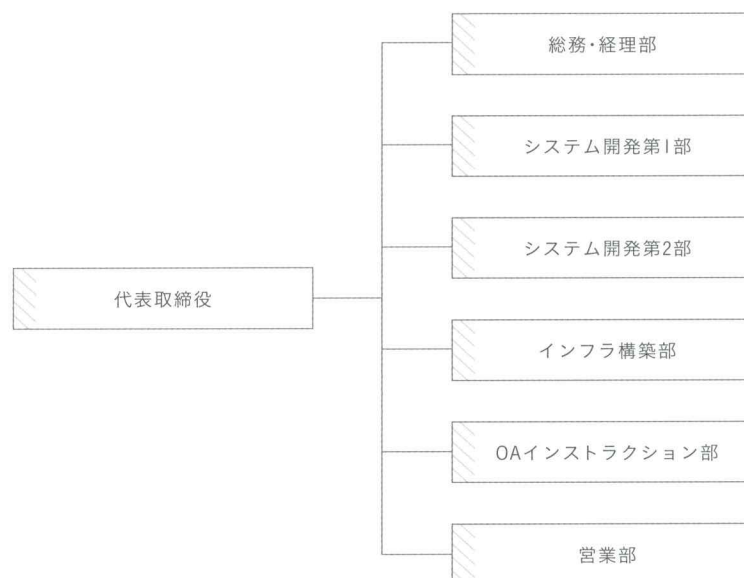 総務・経理部
システム開発第1部
システム開発第2部
代表取締役
インフラ構築部
OAインストラクション部
営業部